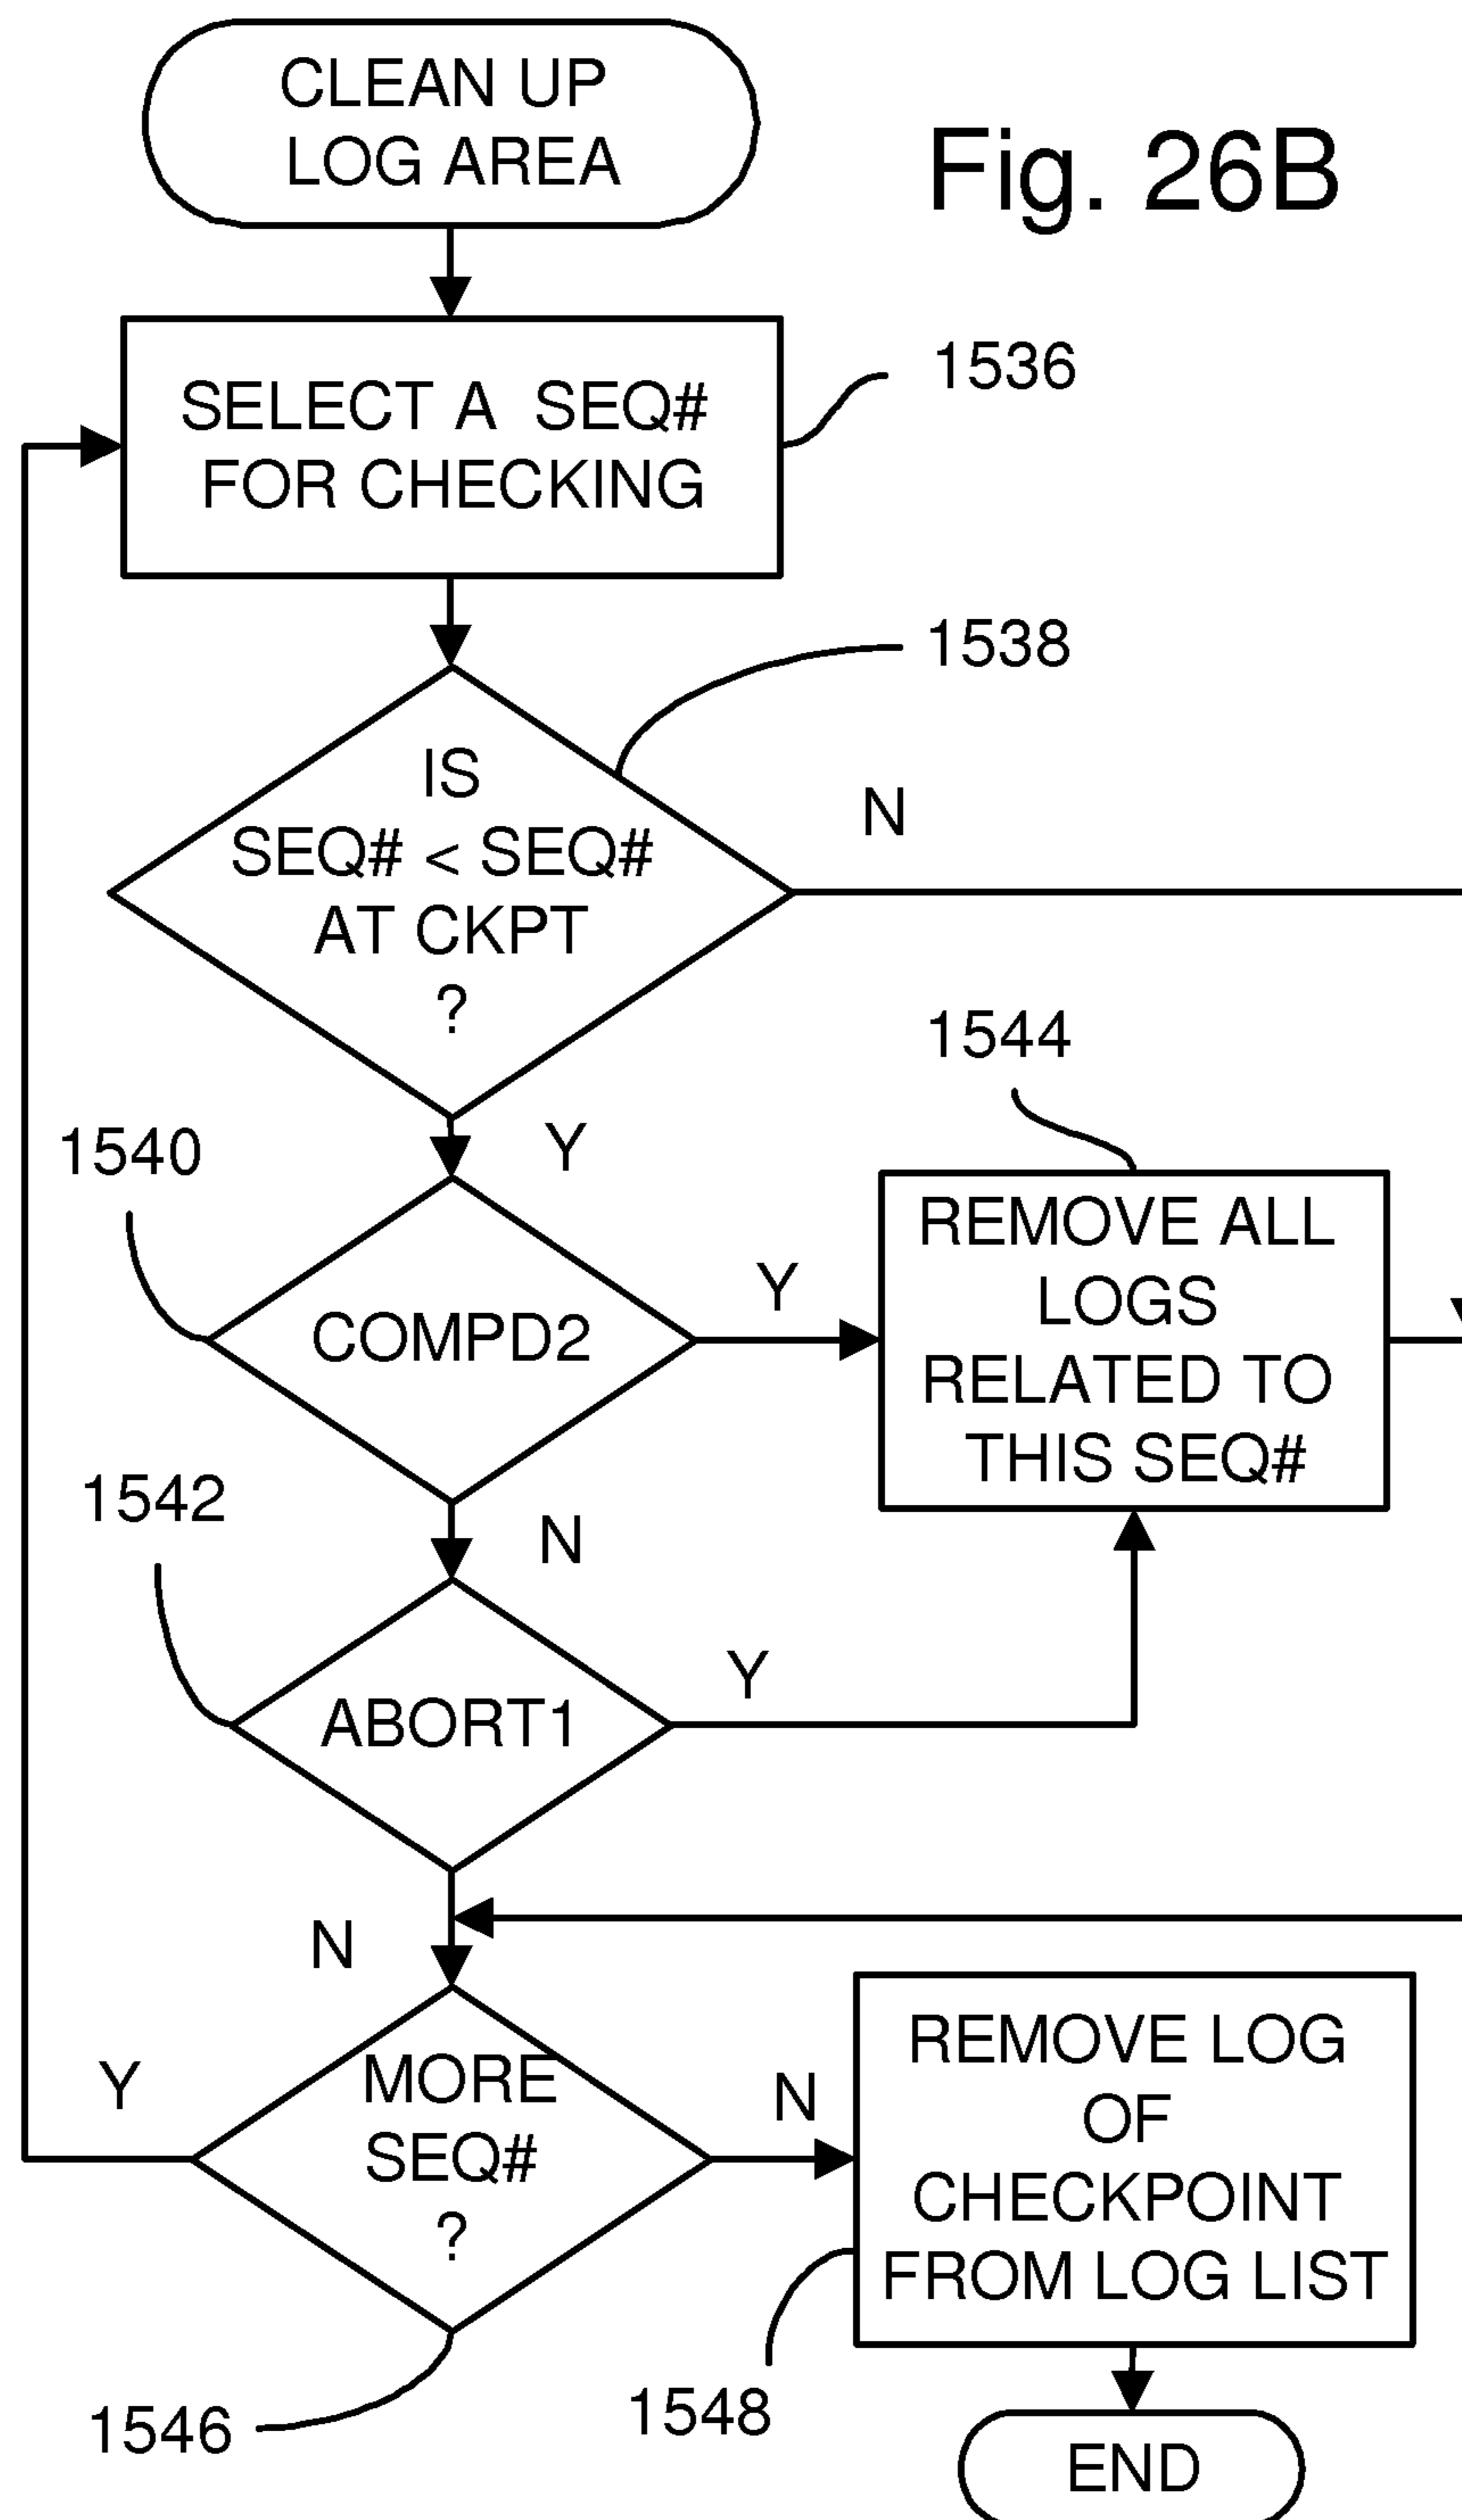 CLEAN UP
LOG AREA
Fig. 26B
1536
SELECT A SEQ#
FOR CHECKING
1538
IS
SEQ# < SEQ#
AT CKPT
?
N
1544
1540
Y
REMOVE ALL
LOGS
RELATED TO
THIS SEQ#
Y
COMPD2
1542
N
Y
ABORT1
N
REMOVE LOG
OF
CHECKPOINT
FROM LOG LIST
Y
MORE
SEQ#
?
N
1546
1548
END